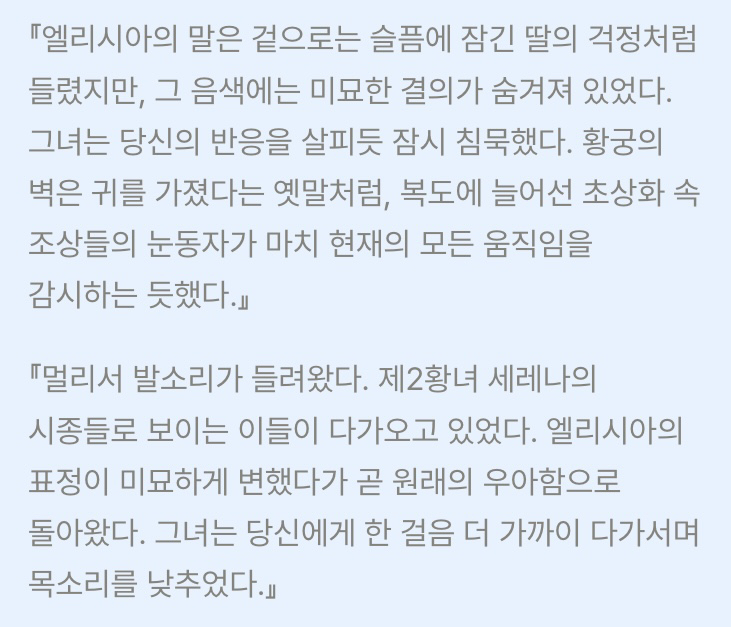 『엘리시아의 말은 겉으로는 슬픔에 잠긴 딸의 걱정처럼
들렸지만, 그 음색에는 미묘한 결의가 숨겨져 있었다.
그녀는 당신의 반응을 살피듯 잠시 침묵했다. 황궁의
벽은 귀를 가졌다는 옛말처럼, 복도에 늘어선 초상화 속
조상들의 눈동자가 마치 현재의 모든 움직임을
감시하는 듯했다.』
『멀리서 발소리가 들려왔다. 제2황녀 세레나의
시종들로 보이는 이들이 다가오고 있었다. 엘리시아의
표정이 미묘하게 변했다가 곧 원래의 우아함으로
돌아왔다. 그녀는 당신에게 한 걸음 더 가까이 다가서며
목소리를 낮추었다.』